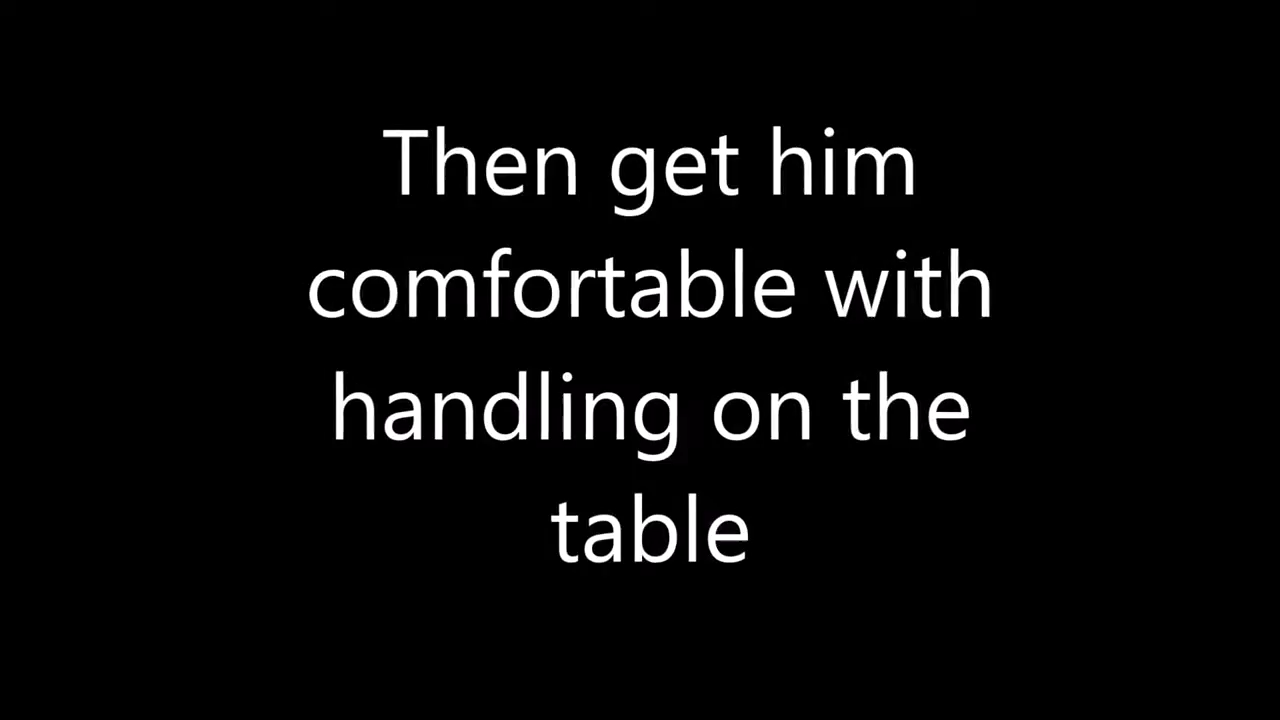 Then get him
comfortable with
handling on the
table